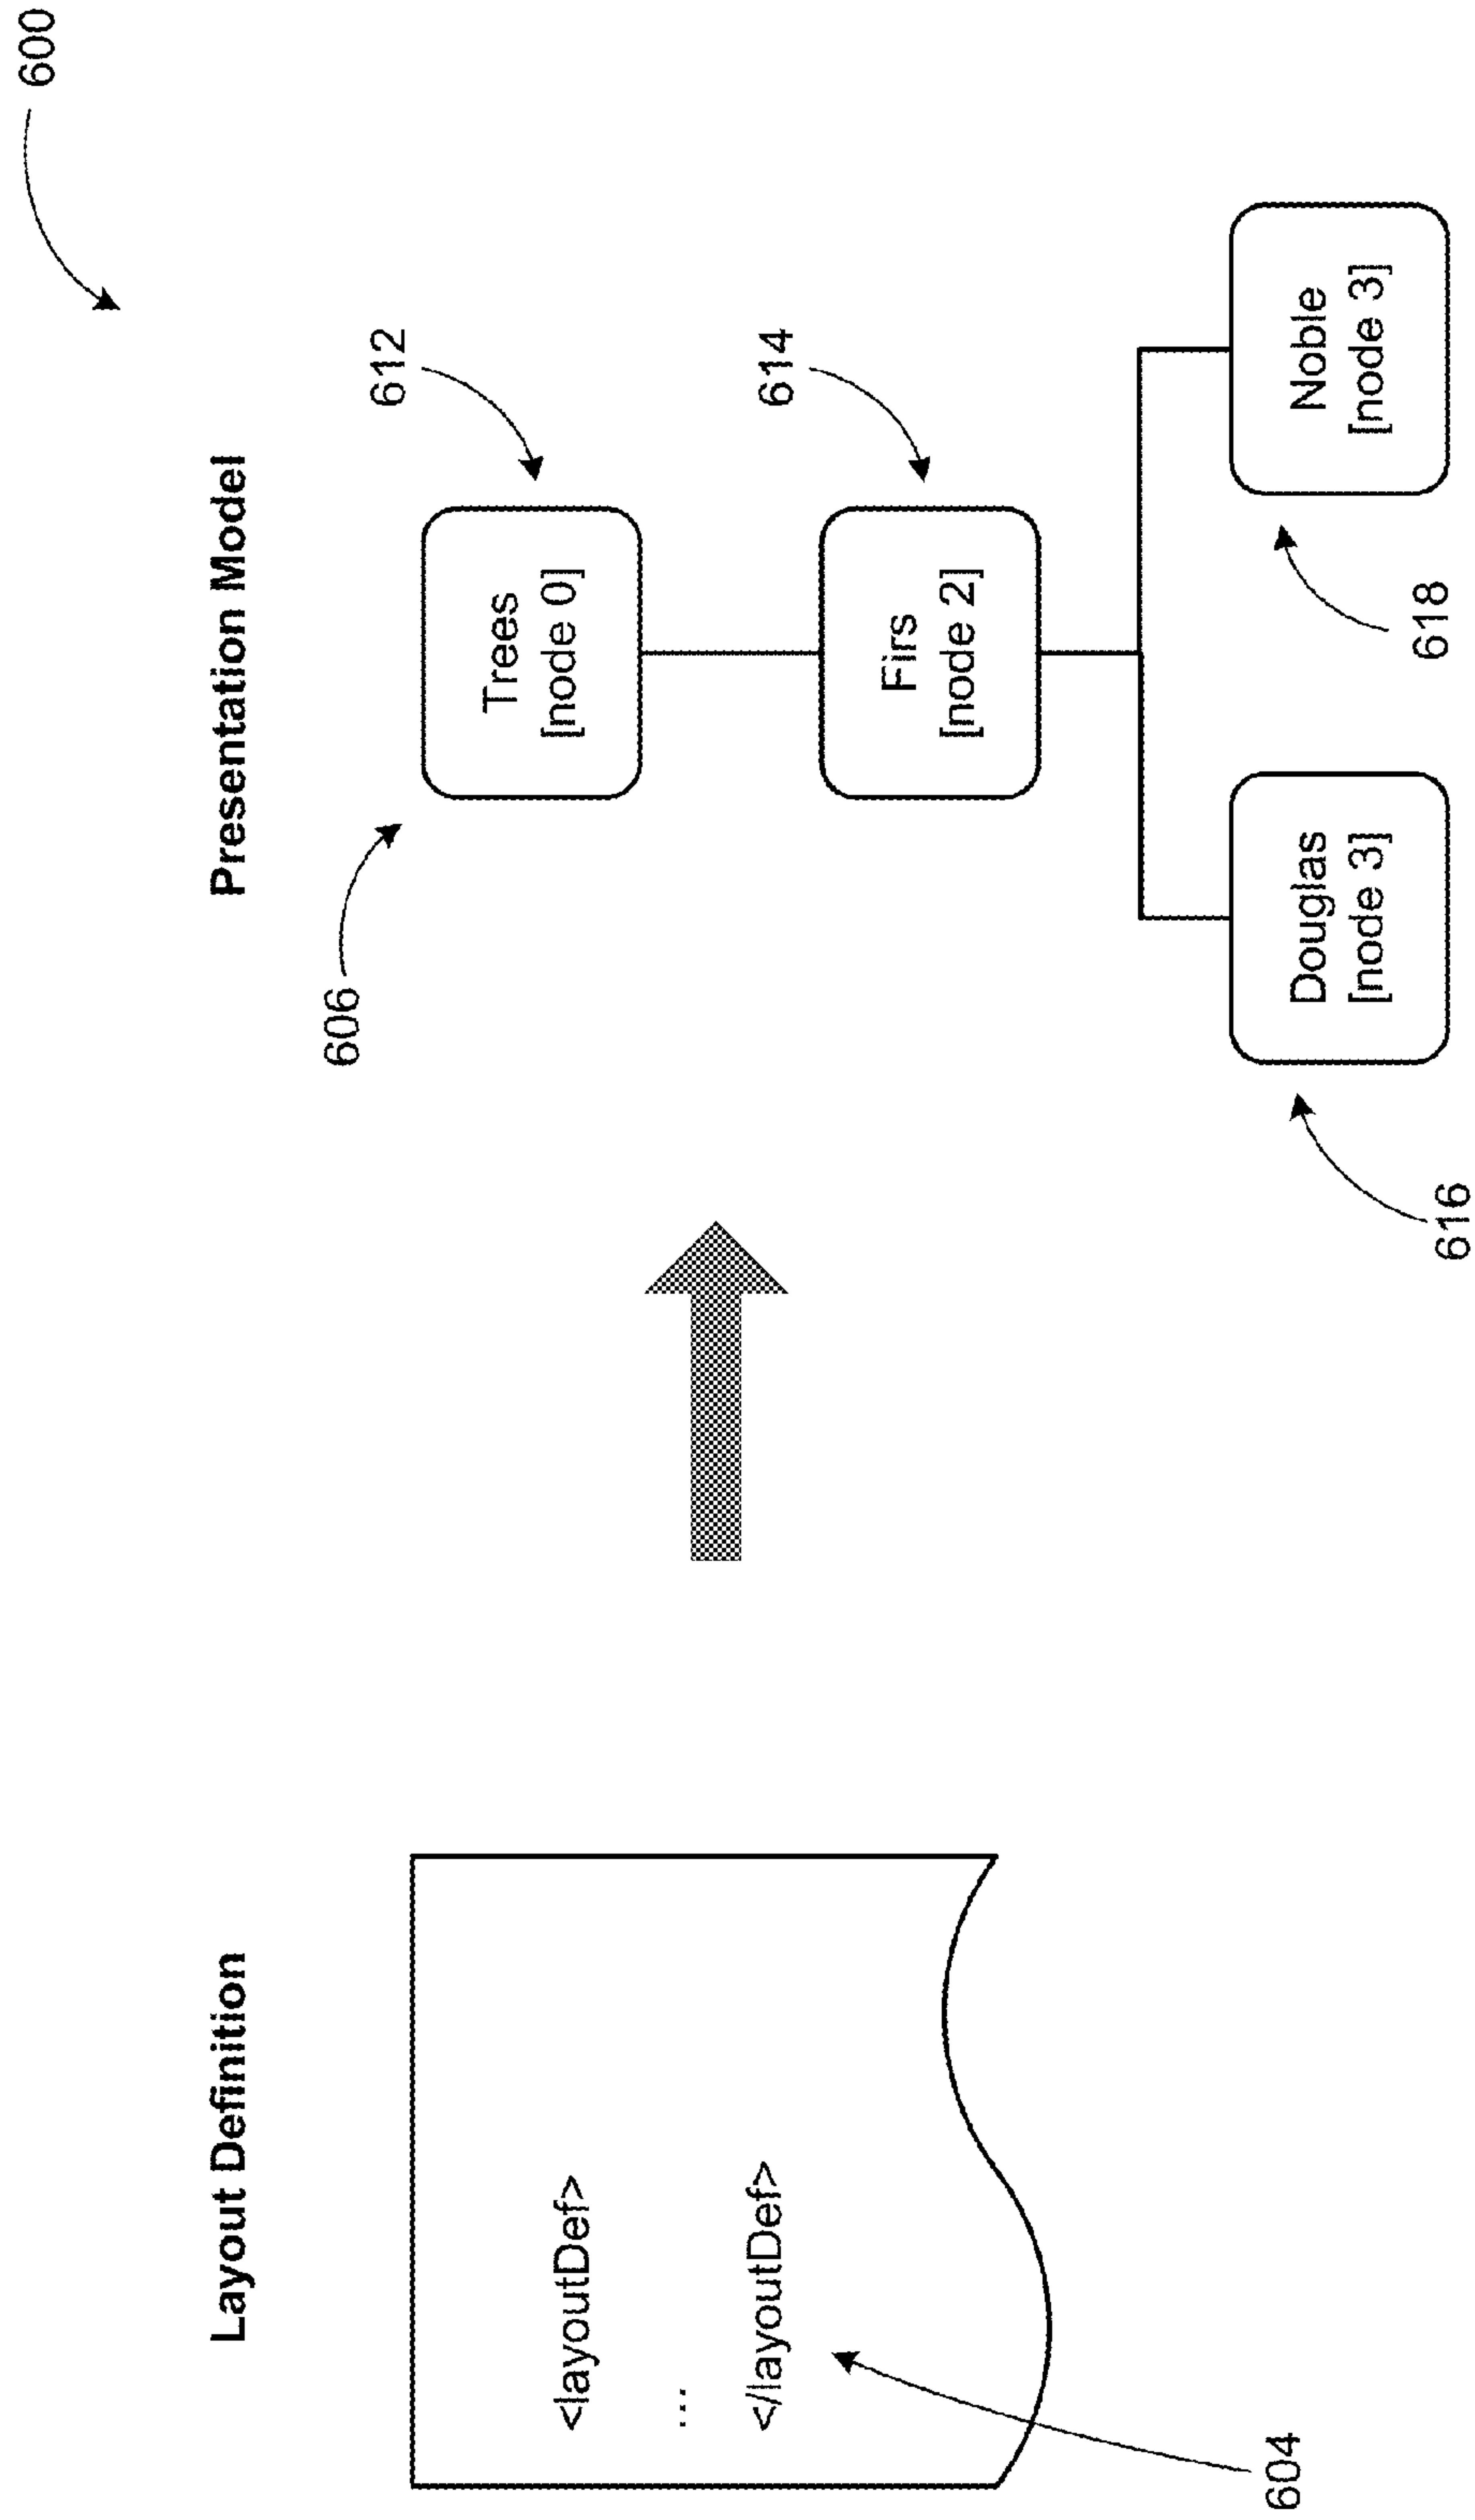 600
Layout Definition
Presentation Model
606
612
<layoutDef>
...
</layoutDef>
604
Trees
[node 0]
614
Firs
[node 2]
616
Douglas
[node 3]
618
Noble
[node 3]